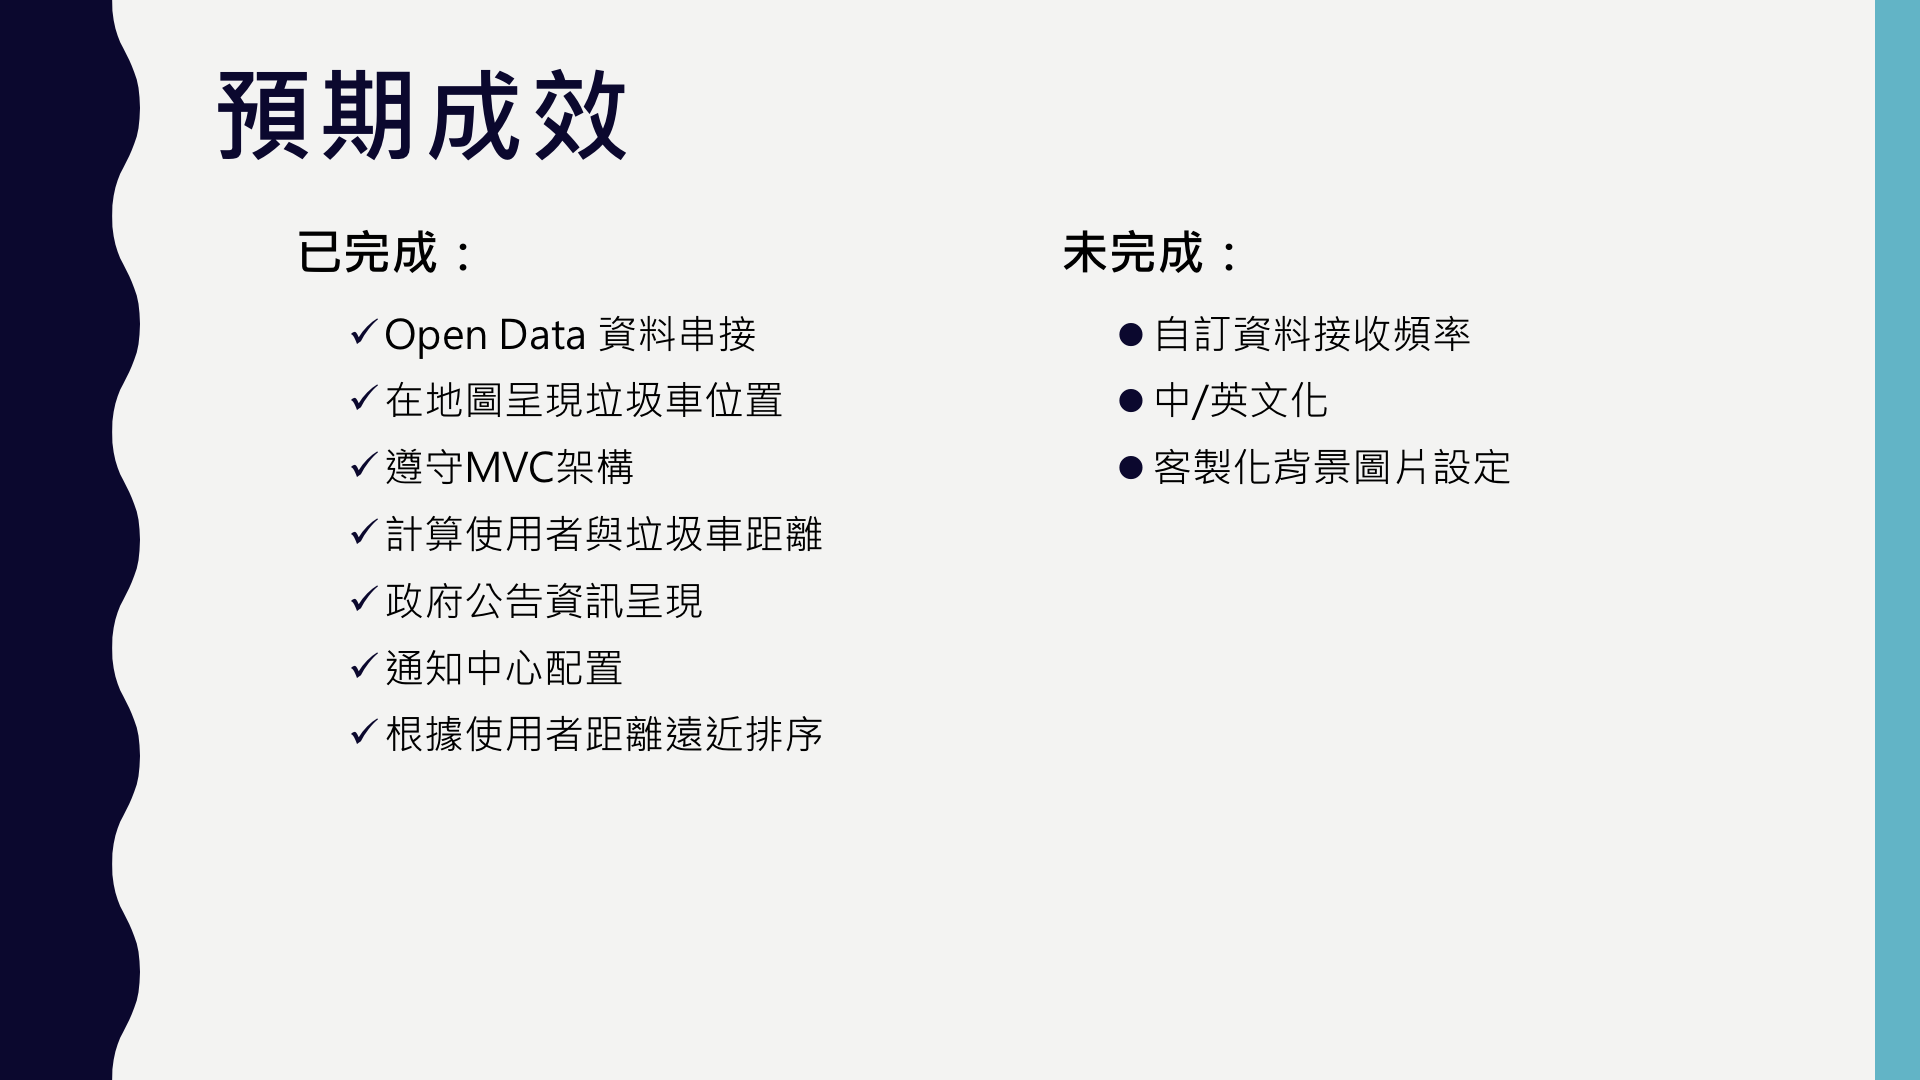 預期成效
已完成：
✓Open Data 資料串接
✓在地圖呈現垃圾車位置
✓遵守MVC架構
✓計算使用者與垃圾車距離
✓政府公告資訊呈現
✓通知中心配置
✓根據使用者距離遠近排序
未完成：
●自訂資料接收頻率
●中/英文化
●客製化背景圖片設定